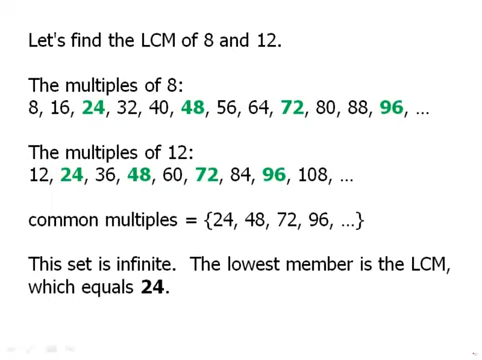 Let's find the LCM of 8 and 12.
The multiples of 8:
8, 16, 24, 32, 40, 48, 56, 64, 72, 80, 88, 96, ...
The multiples of 12:
12, 24, 36, 48, 60, 72, 84, 96, 108, ...
common multiples = {24, 48, 72, 96, ...}
This set is infinite.  The lowest member is the LCM,
which equals 24.